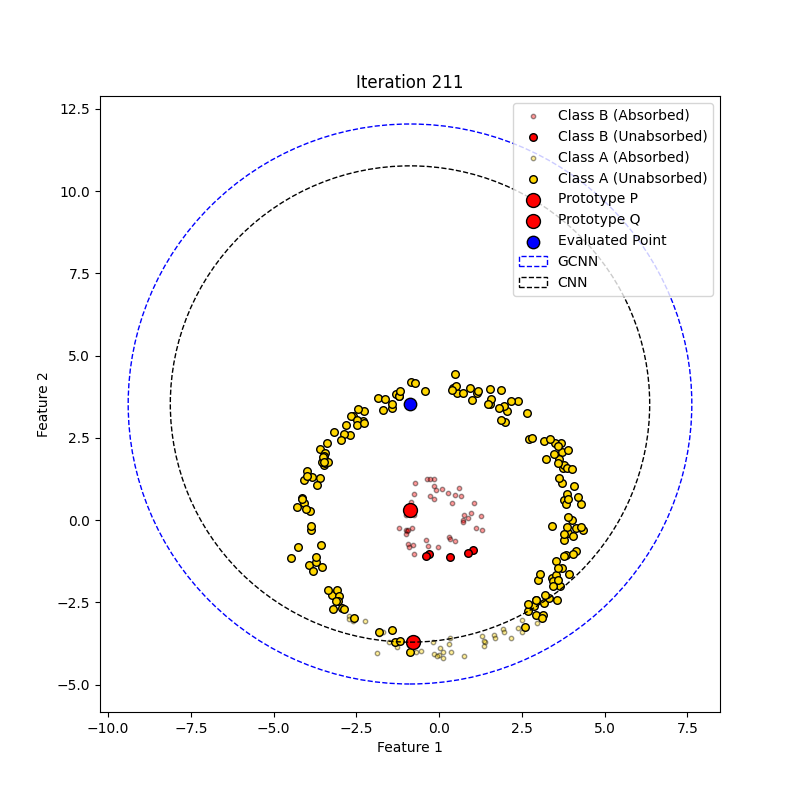 Iteration 211
Class B (Absorbed)
Class B (Unabsorbed)
Class A (Absorbed)
Class A (Unabsorbed)
Prototype P
Prototype Q
Evaluated Point
GCNN
CNN
12.5
10.0
7.5
5.0
2.5
0.0
−2.5
−5.0
Feature 2
−10.0 −7.5 −5.0 −2.5 0.0 2.5 5.0 7.5
Feature 1